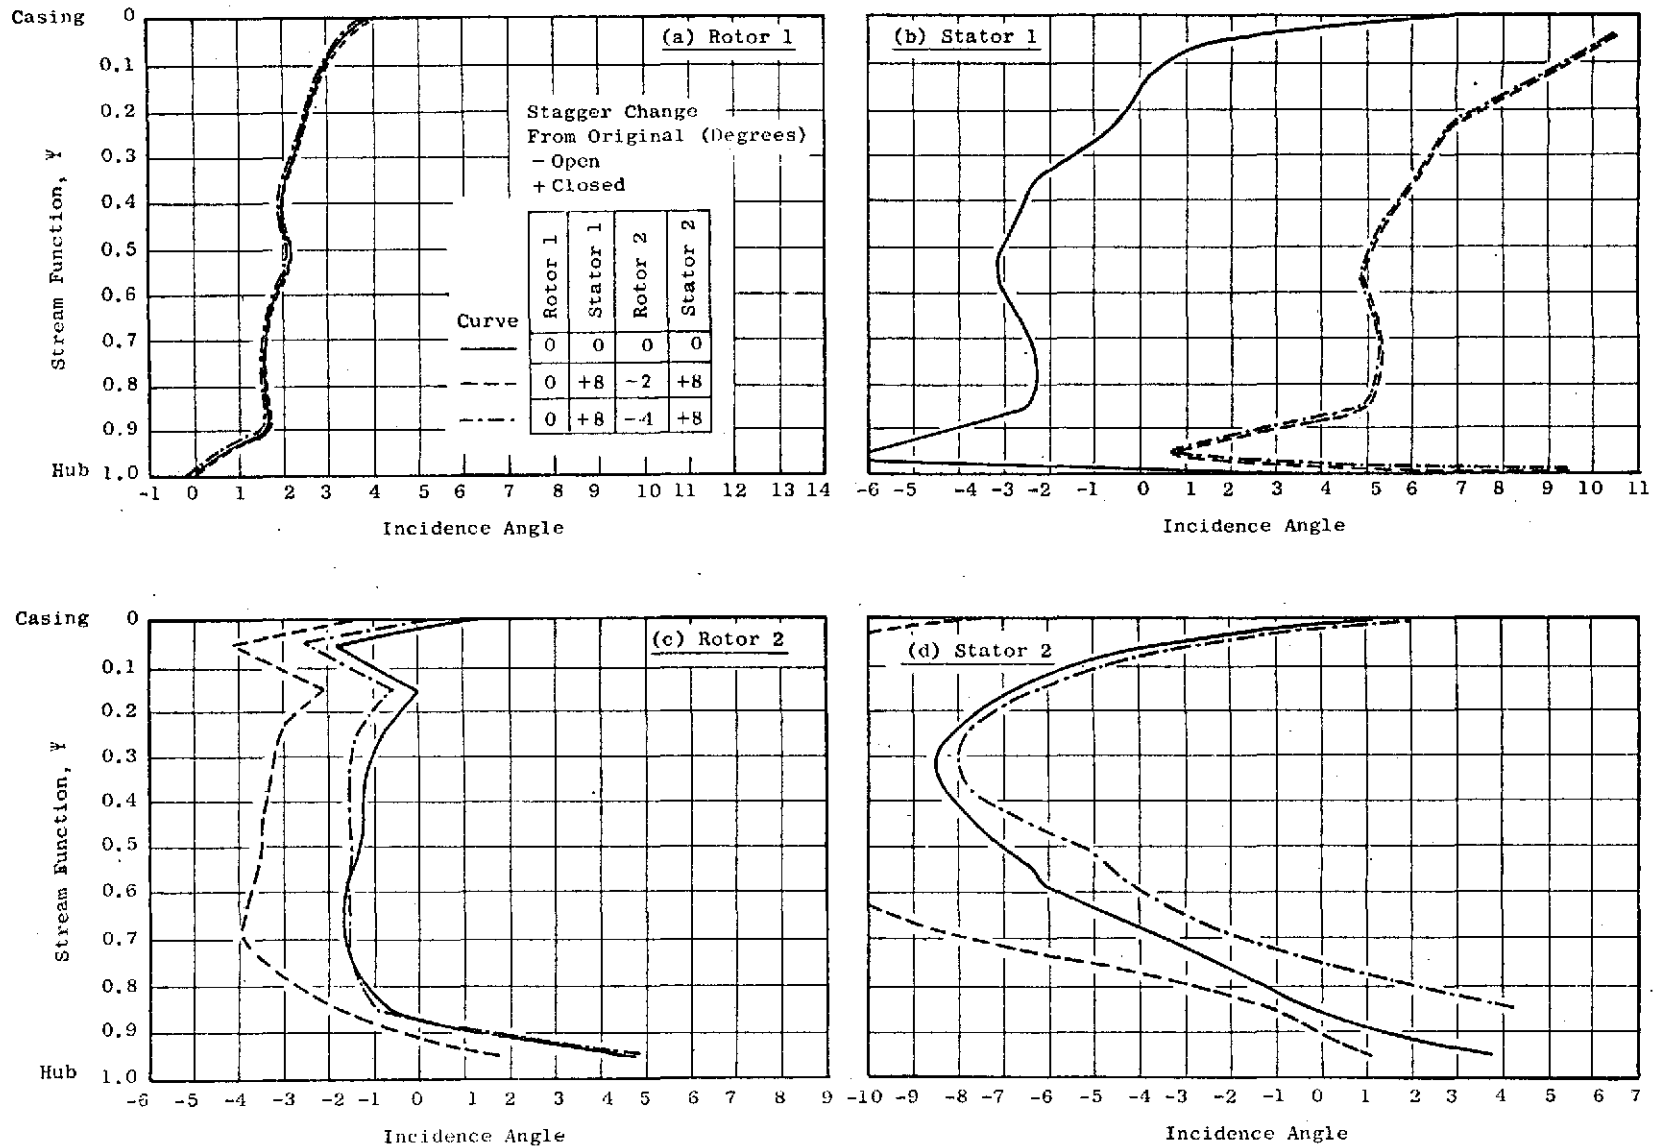 Casing
0
0.1
0.2
0.3
0.4
0.5
0.6
0.7
0.8
0.9
Hub 1.0
Stream Function, Ψ
(a) Rotor 1
Stagger Change
From Original (Degrees)
− Open
+ Closed
Curve
Rotor 1
Stator 1
Rotor 2
Stator 2
0 0 0 0
0 +8 -2 +8
0 +8 -4 +8
-1 0 1 2 3 4 5 6 7 8 9 10 11 12 13 14
Incidence Angle
(b) Stator 1
-6 -5 -4 -3 -2 -1 0 1 2 3 4 5 6 7 8 9 10 11
Incidence Angle
Casing
0
0.1
0.2
0.3
0.4
0.5
0.6
0.7
0.8
0.9
Hub 1.0
Stream Function, Ψ
(c) Rotor 2
-6 -5 -4 -3 -2 -1 0 1 2 3 4 5 6 7 8 9
Incidence Angle
(d) Stator 2
-10 -9 -8 -7 -6 -5 -4 -3 -2 -1 0 1 2 3 4 5 6 7
Incidence Angle